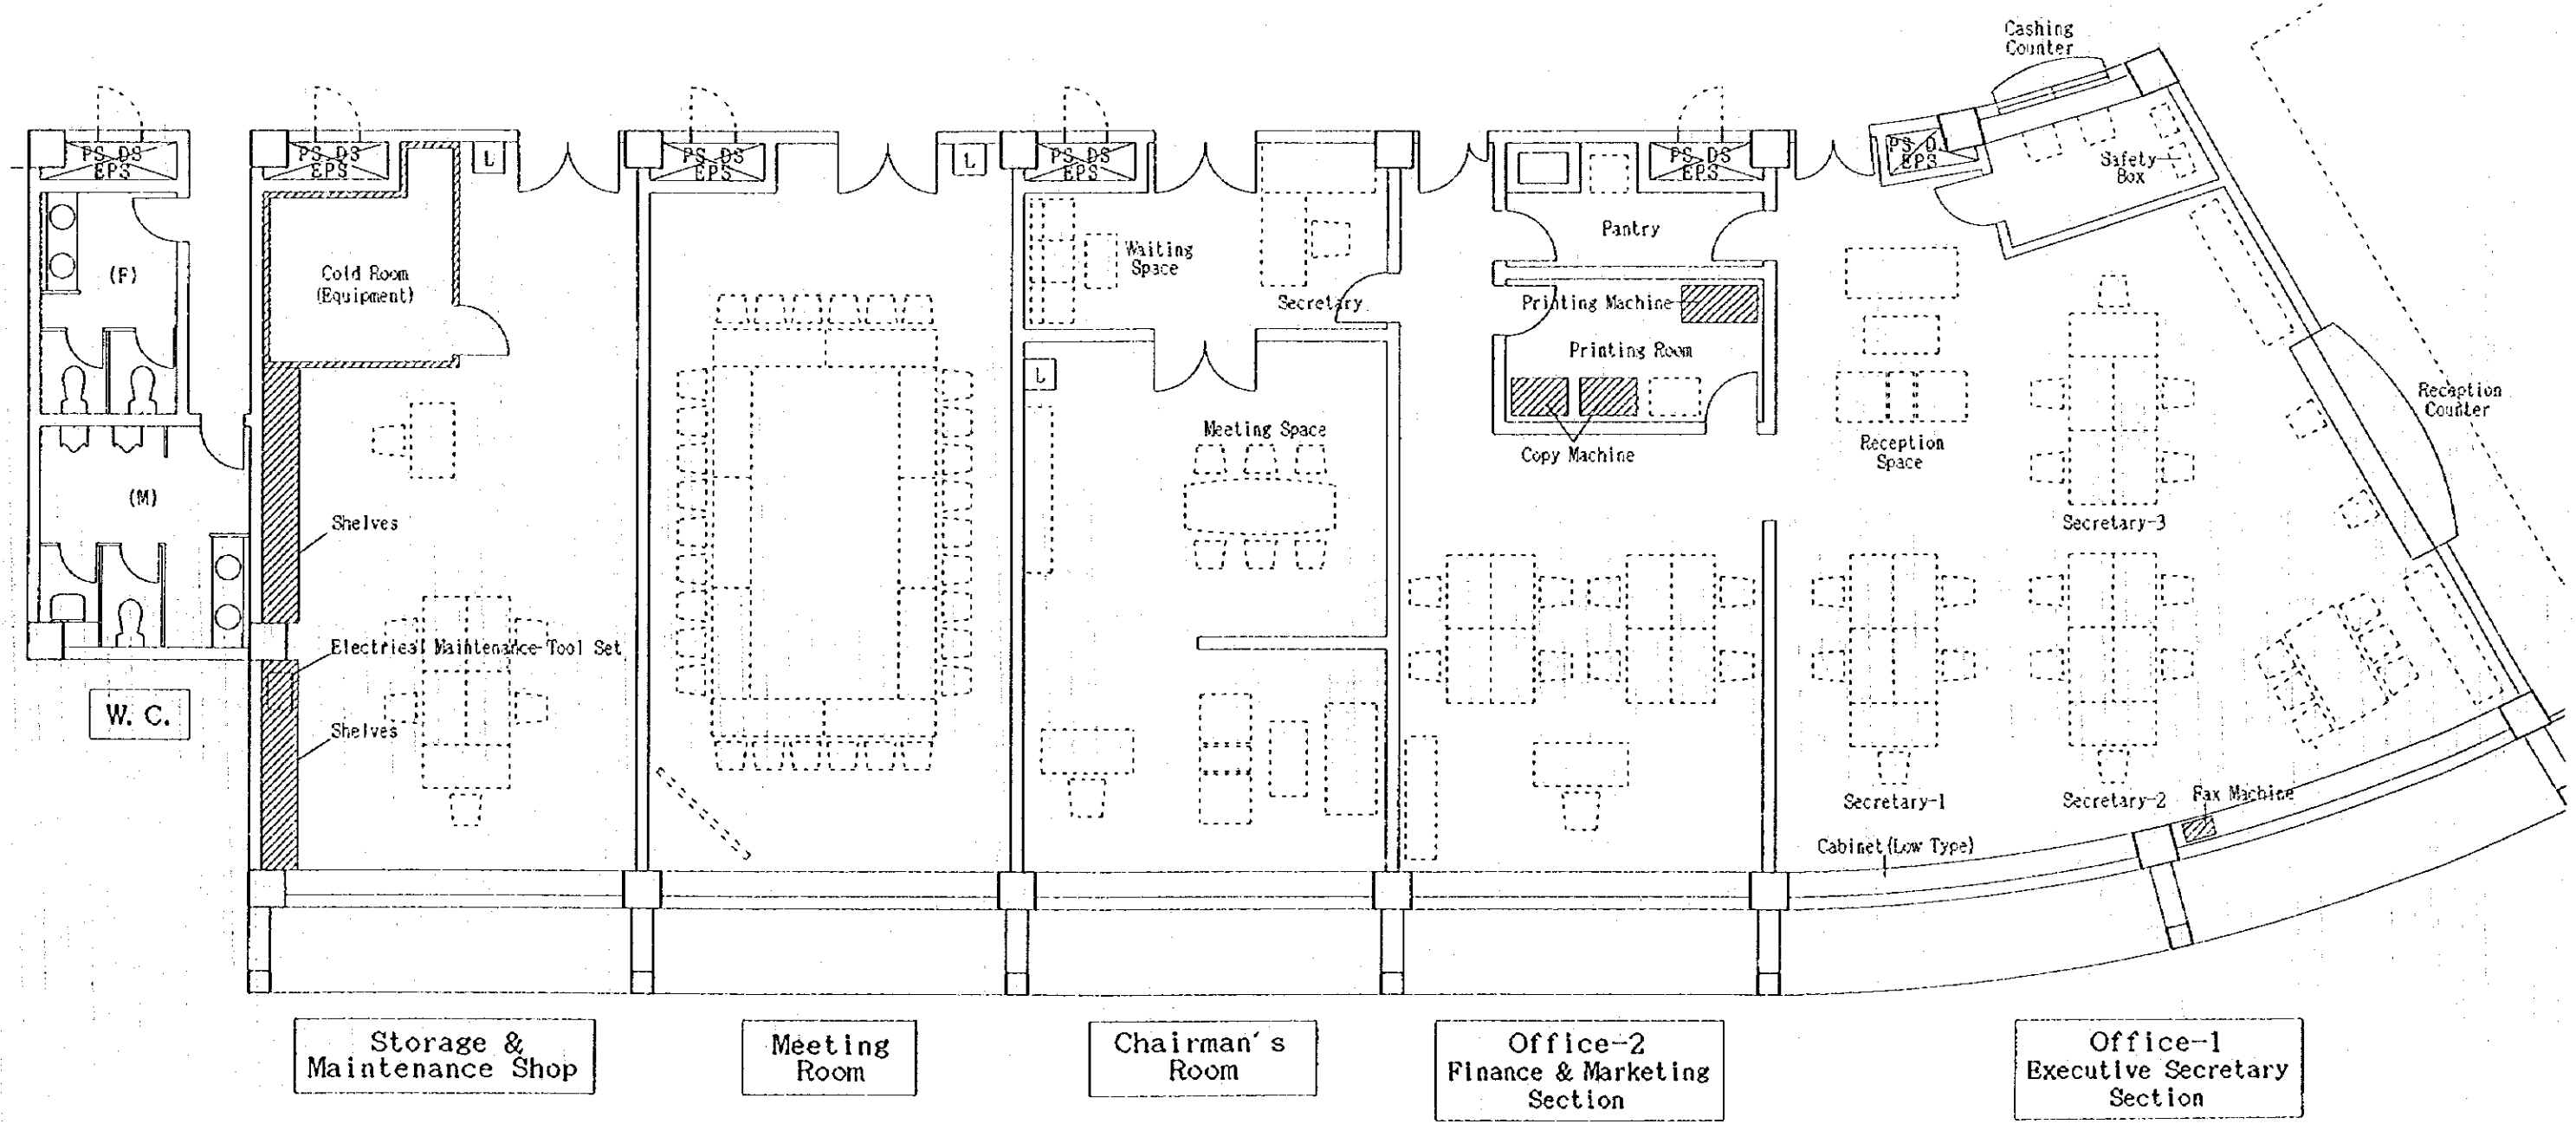 Cashing
Counter
PS DS
EPS
PS DS
EPS
L
PS DS
EPS
L
PS DS
EPS
PS DS
EPS
PS D
EPS
Safety
Box
(F)
Cold Room
(Equipment)
Waiting
Space
Secretary
Pantry
Printing Machine
Printing Room
L
Copy Machine
Meeting Space
Reception
Space
Reception
Counter
(M)
Shelves
Secretary-3
Electrical Maintenance Tool Set
W. C.
Shelves
Secretary-1
Secretary-2
Fax Machine
Cabinet(Low Type)
Storage &
Maintenance Shop
Meeting
Room
Chairman's
Room
Office-2
Finance & Marketing
Section
Office-1
Executive Secretary
Section